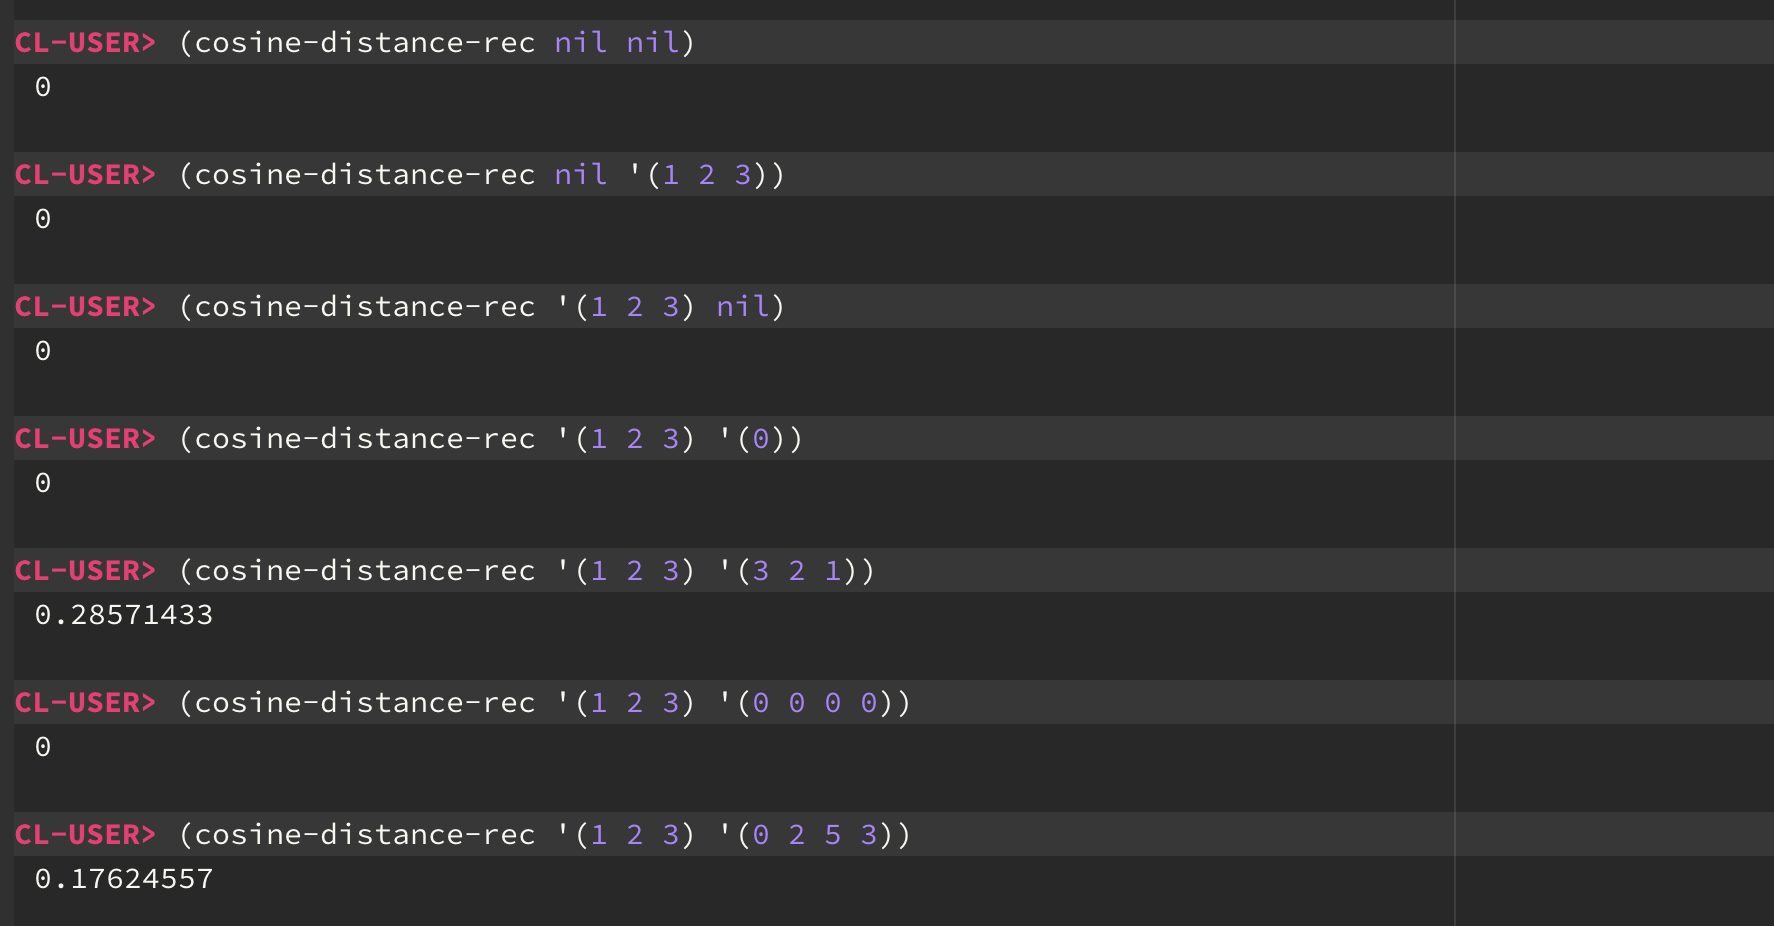 CL-USER> (cosine-distance-rec nil nil)
0
CL-USER> (cosine-distance-rec nil '(1 2 3))
0
CL-USER> (cosine-distance-rec '(1 2 3) nil)
0
CL-USER> (cosine-distance-rec '(1 2 3) '(0))
0
CL-USER> (cosine-distance-rec '(1 2 3) '(3 2 1))
0.28571433
CL-USER> (cosine-distance-rec '(1 2 3) '(0 0 0 0))
0
CL-USER> (cosine-distance-rec '(1 2 3) '(0 2 5 3))
0.17624557